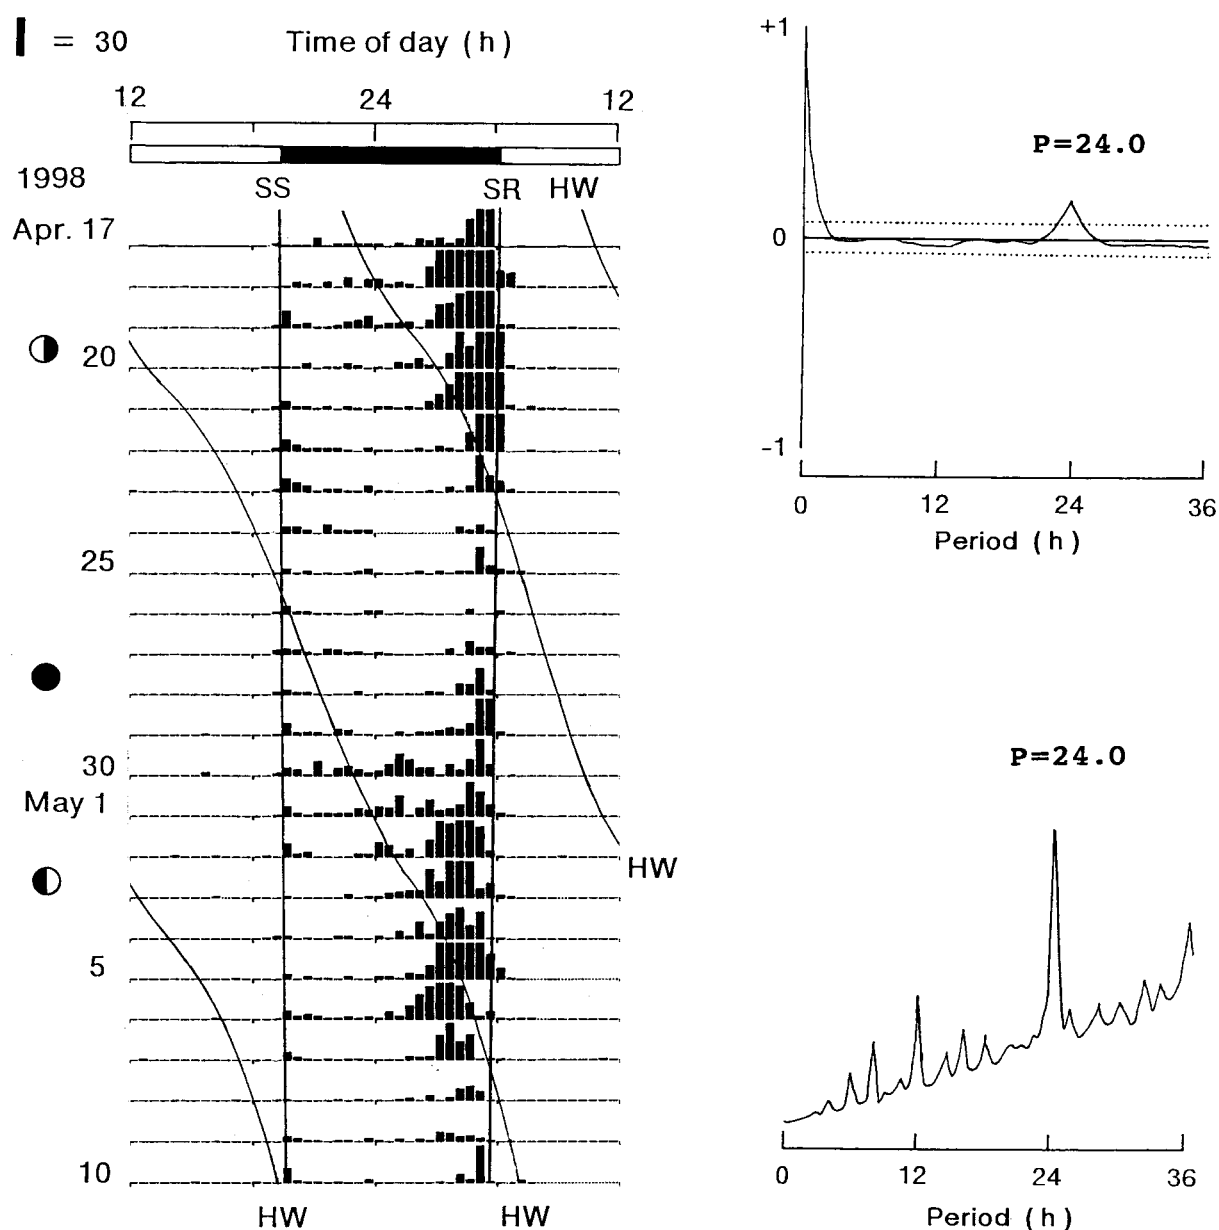 = 30
Time of day (h)
12 24 12
1998
SS SR HW
Apr. 17
20
25
30
May 1
HW
5
10
HW HW
+1
P=24.0
0
-1
0 12 24 36
Period (h)
P=24.0
0 12 24 36
Period (h)